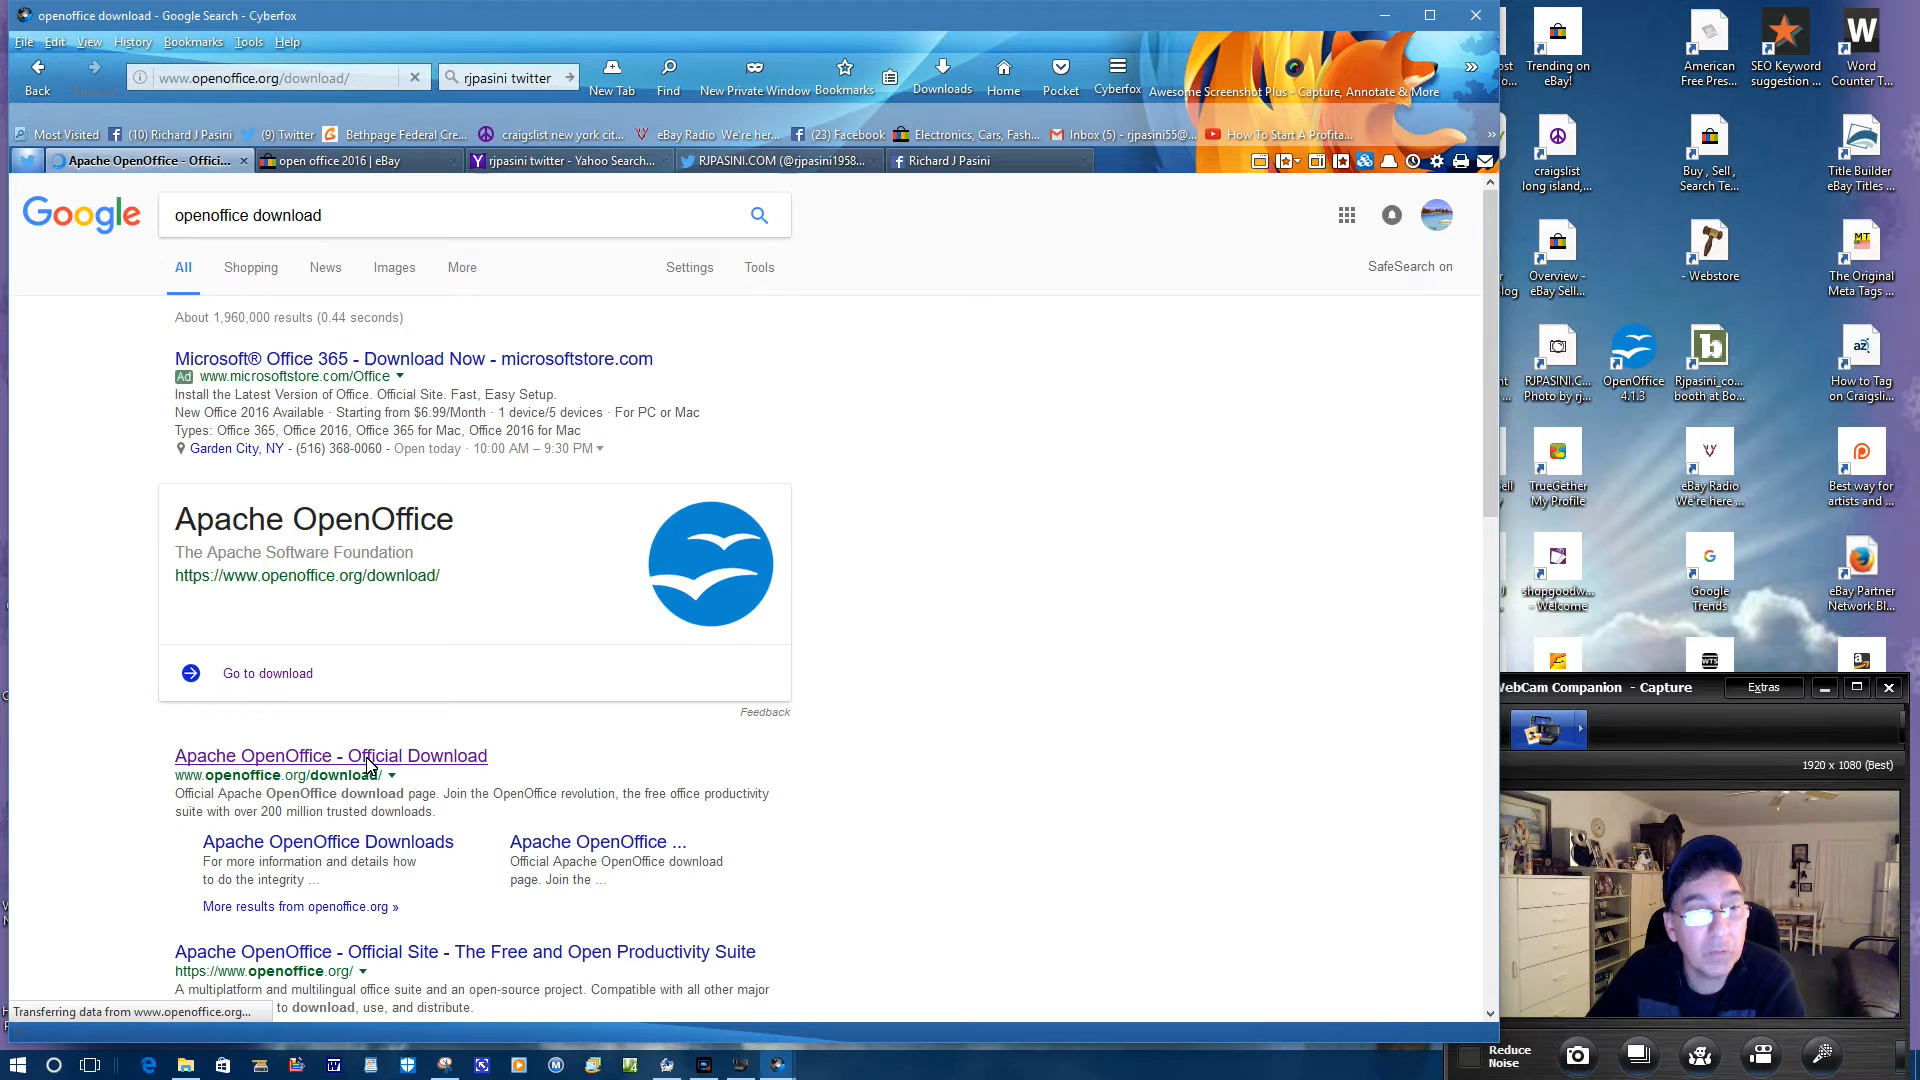 openoffice download - Google Search - Cyberfox
File Edit View History Bookmarks Tools Help
www.openoffice.org/download/
rjpasini twitter
Back New Tab Find New Private Window Bookmarks Downloads Home Pocket Cyberfox Awesome Screenshot Plus - Capture, Annotate & More
Most Visited (10) Richard J Pasini (9) Twitter Bethpage Federal Cre... craigslist new york cit... eBay Radio We're her... (23) Facebook Electronics, Cars, Fash... Inbox (5) - rjpasini55@... How To Start A Profita...
Apache OpenOffice - Offici... open office 2016 | eBay rjpasini twitter - Yahoo Search... RJPASINI.COM (@rjpasini1958... Richard J Pasini
Google
openoffice download
All Shopping News Images More Settings Tools
SafeSearch on
About 1,960,000 results (0.44 seconds)
Microsoft® Office 365 - Download Now - microsoftstore.com
Ad www.microsoftstore.com/Office
Install the Latest Version of Office. Official Site. Fast, Easy Setup.
New Office 2016 Available · Starting from $6.99/Month · 1 device/5 devices · For PC or Mac
Types: Office 365, Office 2016, Office 365 for Mac, Office 2016 for Mac
Garden City, NY - (516) 368-0060 - Open today · 10:00 AM – 9:30 PM
Apache OpenOffice
The Apache Software Foundation
https://www.openoffice.org/download/
Go to download
Feedback
Apache OpenOffice - Official Download
www.openoffice.org/download/
Official Apache OpenOffice download page. Join the OpenOffice revolution, the free office productivity
suite with over 200 million trusted downloads.
Apache OpenOffice Downloads
For more information and details how
to do the integrity ...
Apache OpenOffice ...
Official Apache OpenOffice download
page. Join the ...
More results from openoffice.org »
Apache OpenOffice - Official Site - The Free and Open Productivity Suite
https://www.openoffice.org/
A multiplatform and multilingual office suite and an open-source project. Compatible with all other major
to download, use, and distribute.
Transferring data from www.openoffice.org...
Trending on
eBay!
American
Free Pres...
SEO Keyword
suggestion ...
W
Word
Counter T...
craigslist
long island,...
Buy , Sell ,
Search Te...
Title Builder
eBay Titles ...
Overview -
eBay Sell...
- Webstore
MT
The Original
Meta Tags ...
RJPASINI.C...
Photo by rj...
OpenOffice
4.1.3
b
Rjpasini_co...
booth at Bo...
How to Tag
on Craigsli...
TrueGether
My Profile
eBay Radio
We're here ...
Best way for
artists and ...
shopgoodw...
- Welcome
G
Google
Trends
eBay Partner
Network Bl...
WTS
WebCam Companion - Capture
Extras
1920 x 1080 (Best)
Reduce
Noise